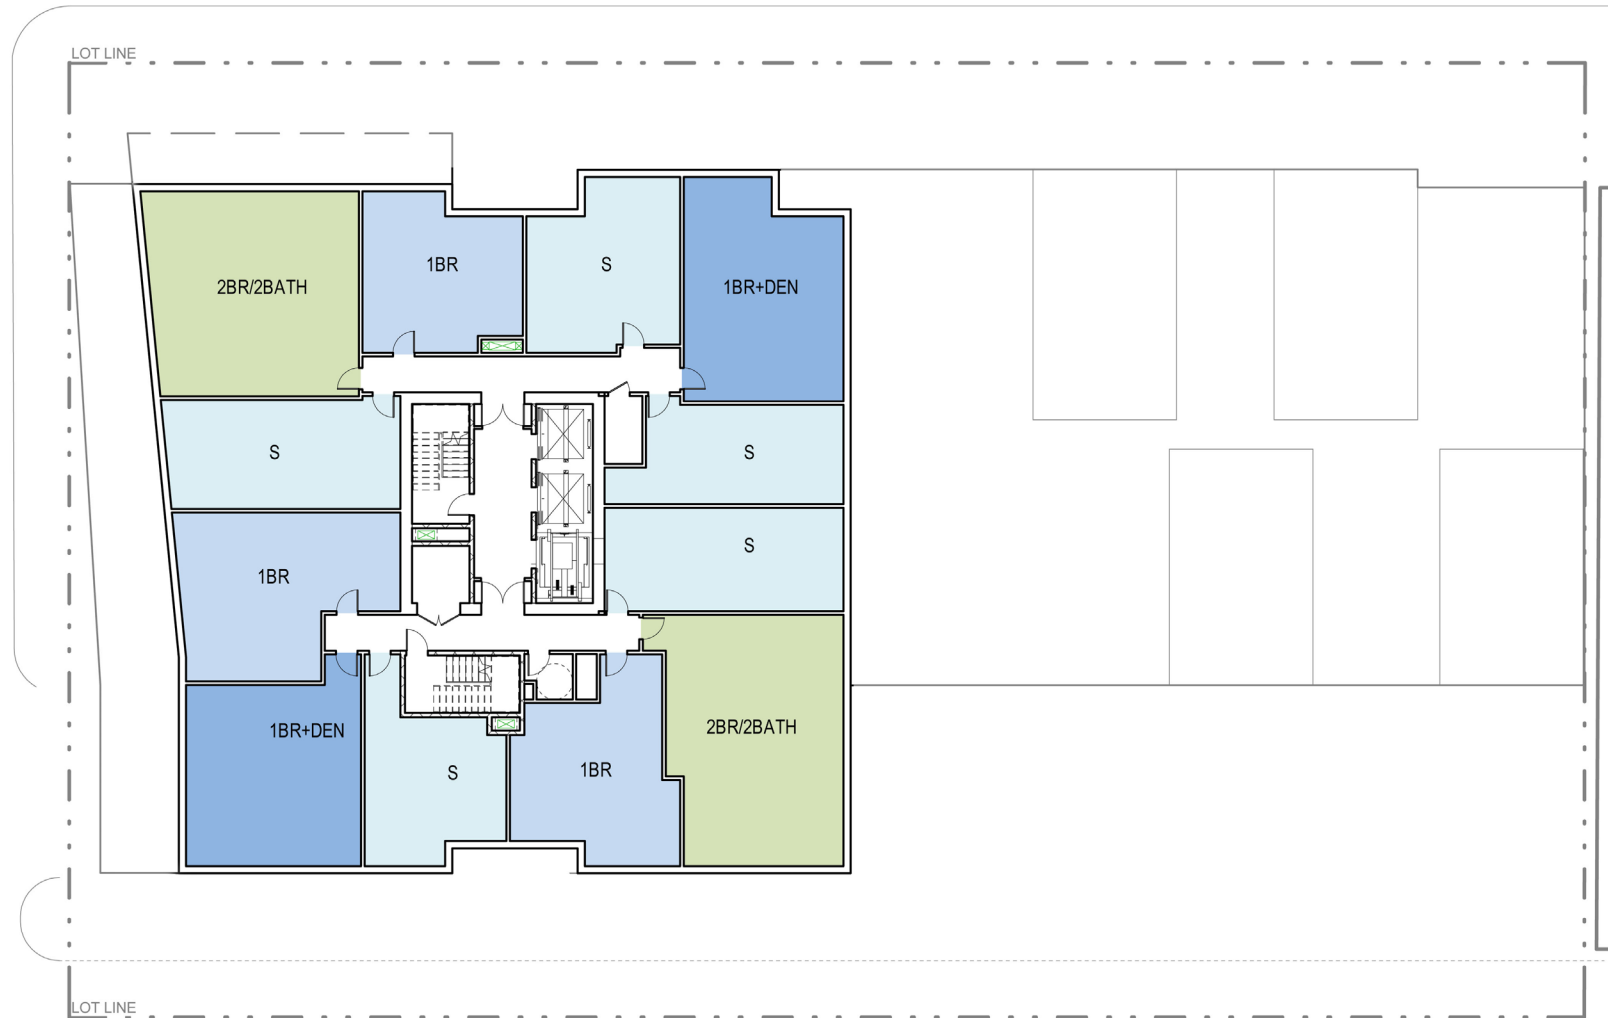 LOT LINE
1BR
S
2BR/2BATH
1BR+DEN
S
S
S
1BR
2BR/2BATH
1BR+DEN
1BR
S
LOT LINE